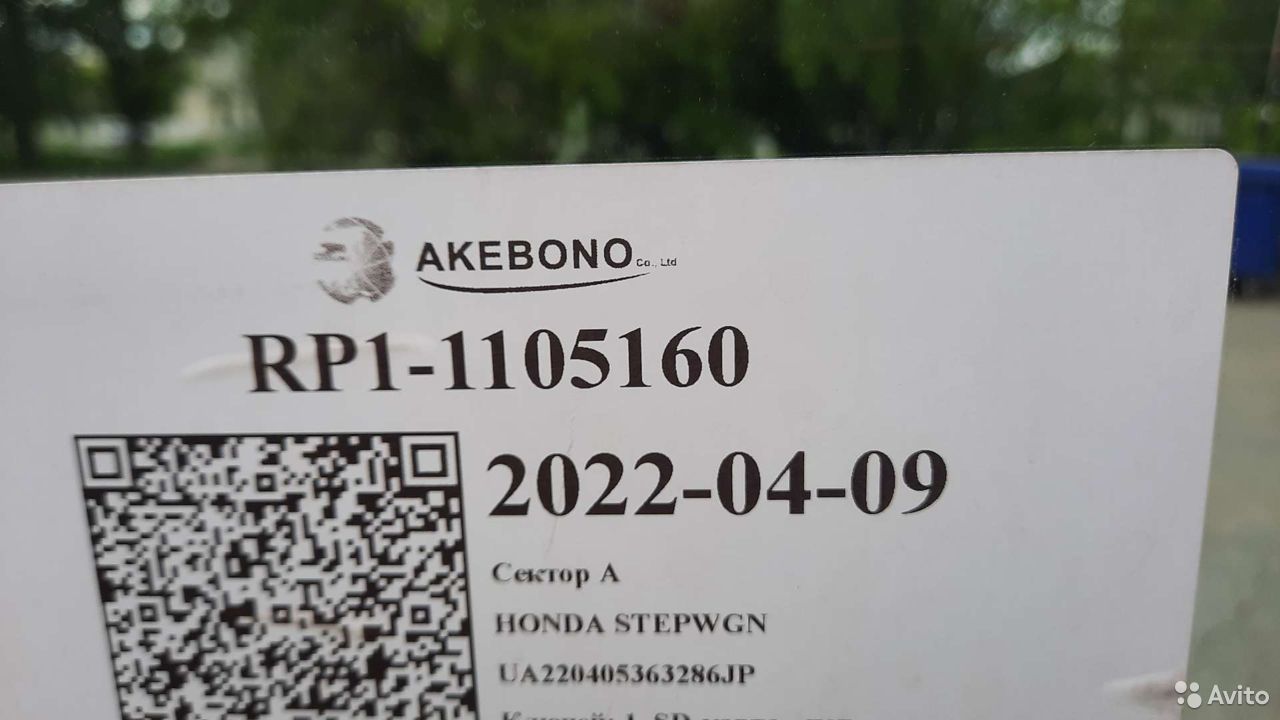 AKEBONO Co., Ltd
RP1-1105160
2022-04-09
Сектор А
HONDA STEPWGN
UA220405363286JP
Avito